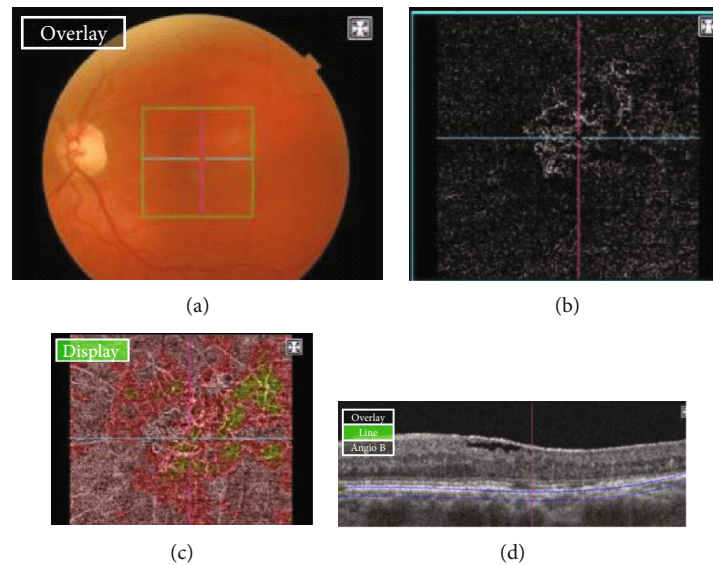 Overlay
(a)
(b)
Display
(c)
Overlay
Line
Angio B
(d)